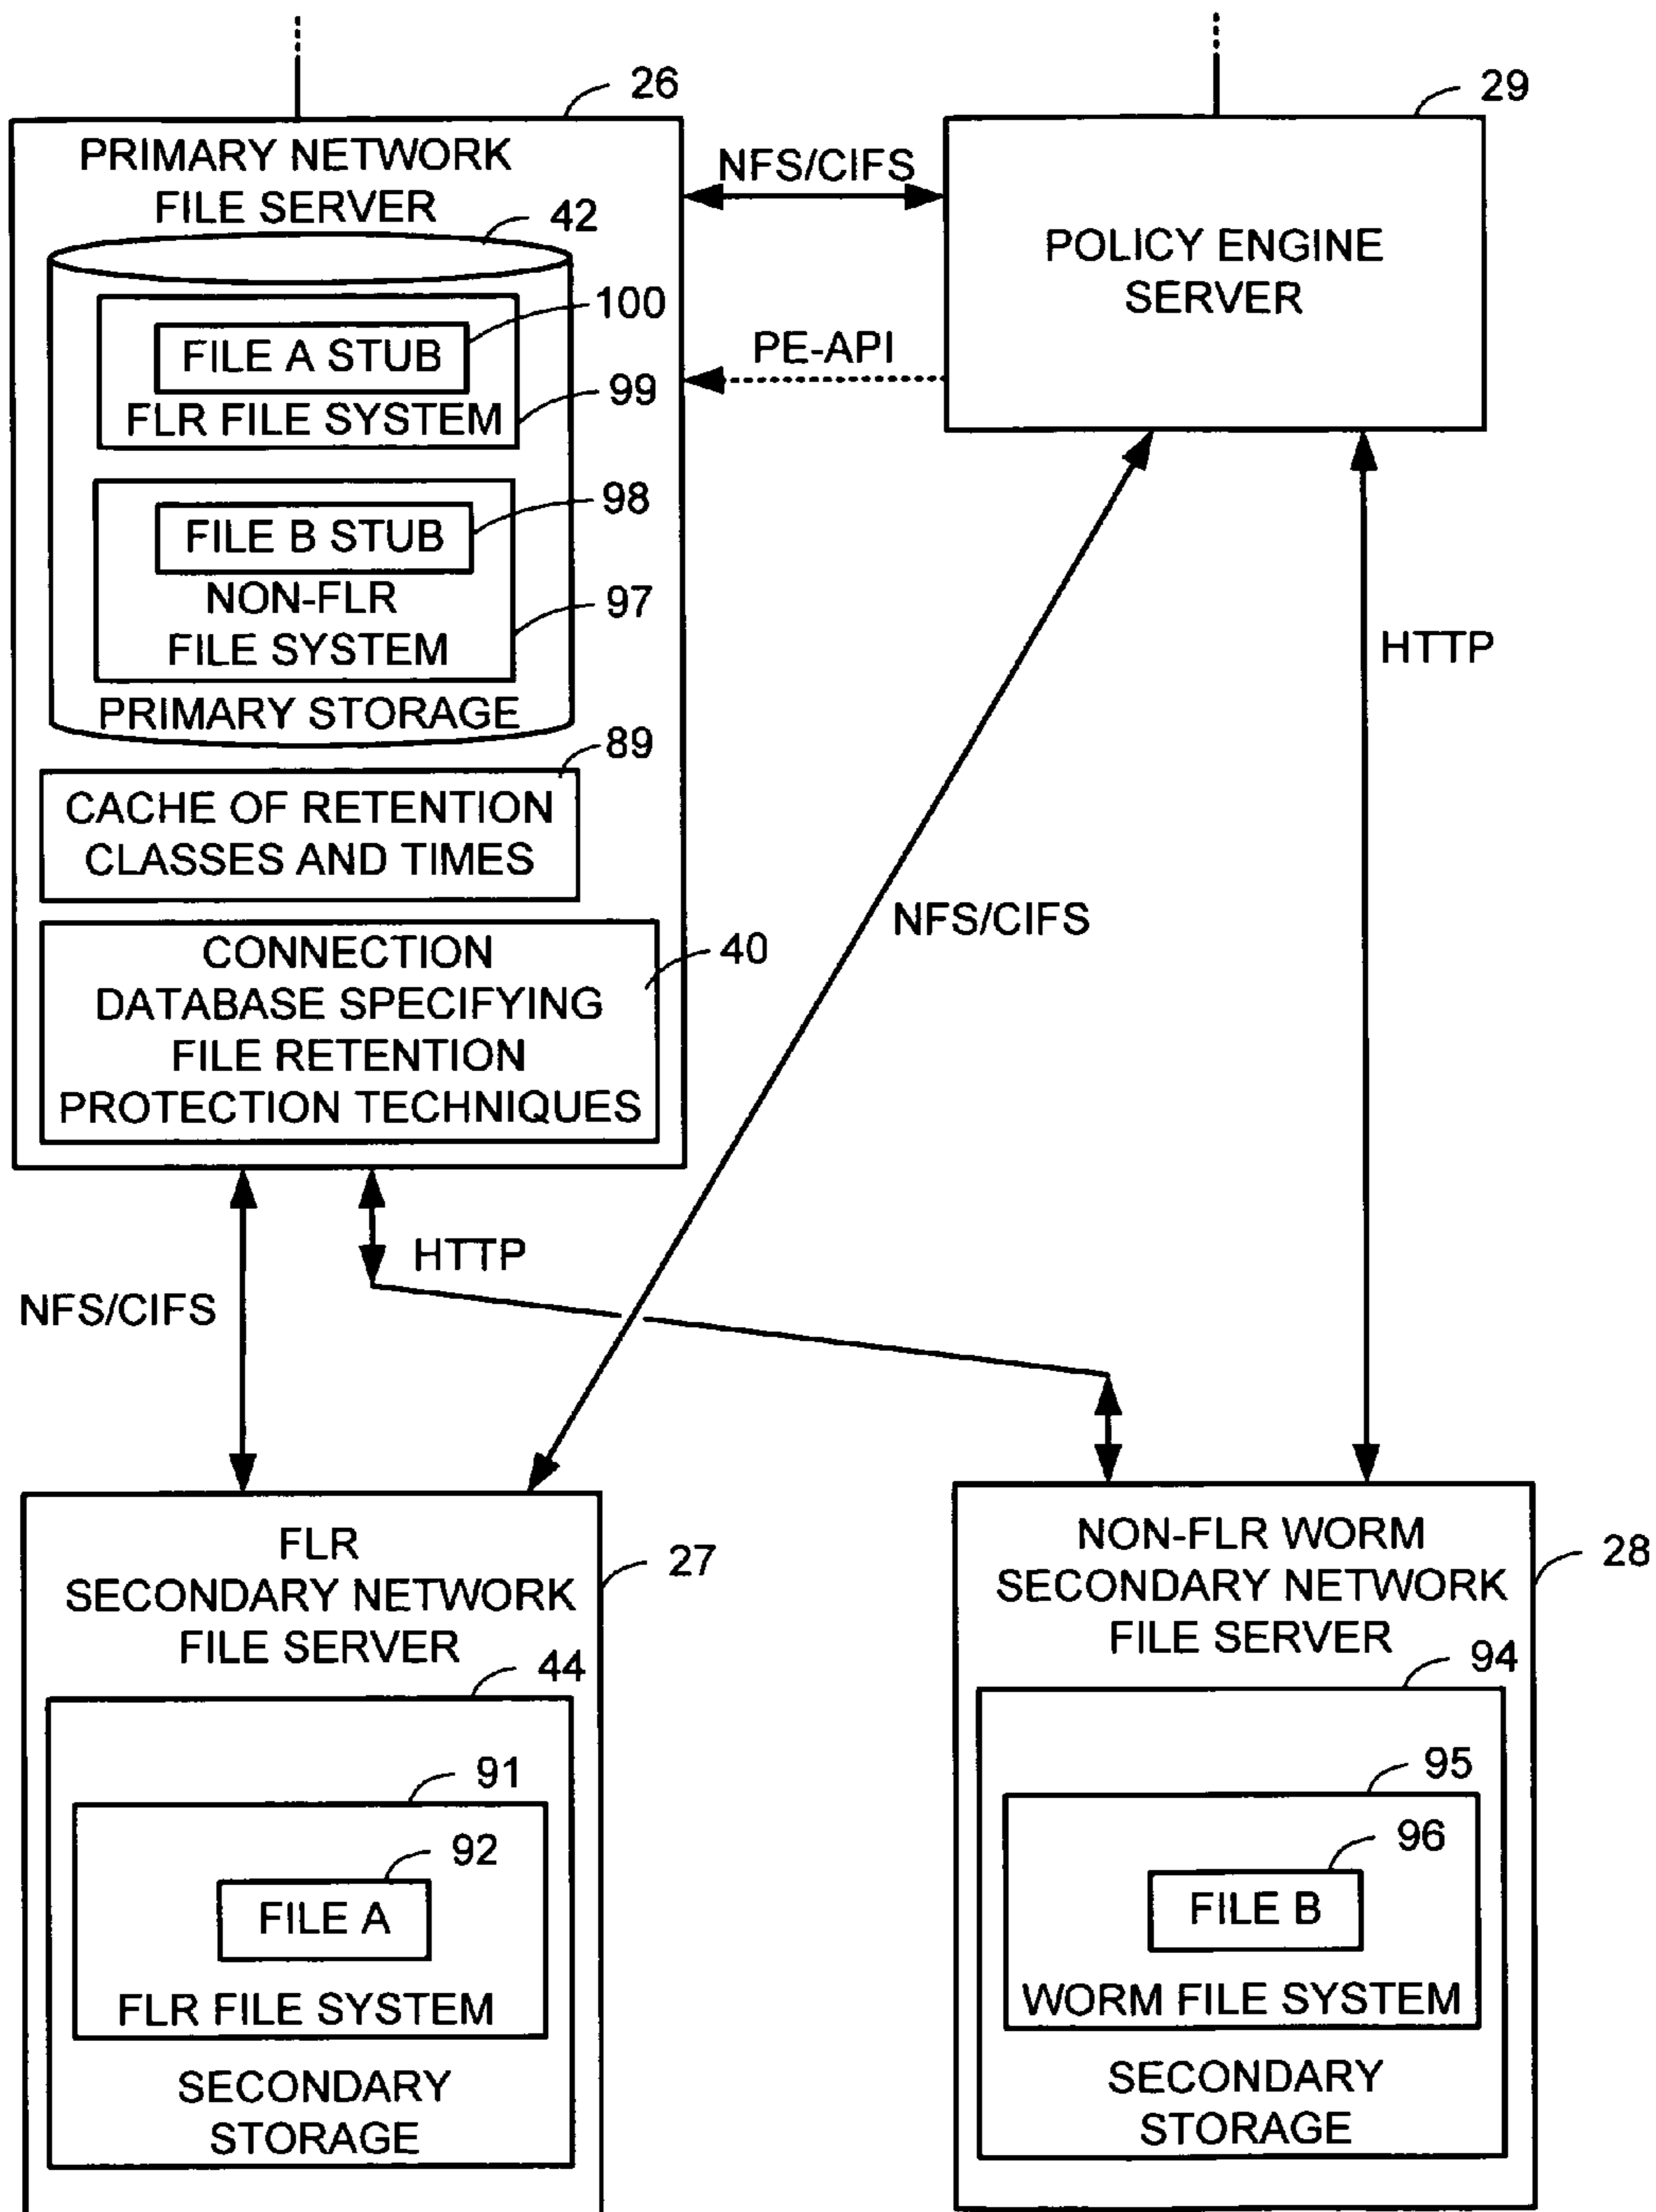 26
PRIMARY NETWORK
FILE SERVER
42
100
FILE A STUB
99
FLR FILE SYSTEM
98
FILE B STUB
NON-FLR
97
FILE SYSTEM
PRIMARY STORAGE
89
CACHE OF RETENTION
CLASSES AND TIMES
CONNECTION
40
DATABASE SPECIFYING
FILE RETENTION
PROTECTION TECHNIQUES
NFS/CIFS
PE-API
29
POLICY ENGINE
SERVER
HTTP
NFS/CIFS
HTTP
NFS/CIFS
FLR
27
SECONDARY NETWORK
FILE SERVER
44
91
92
FILE A
FLR FILE SYSTEM
SECONDARY
STORAGE
NON-FLR WORM
28
SECONDARY NETWORK
FILE SERVER
94
95
96
FILE B
WORM FILE SYSTEM
SECONDARY
STORAGE